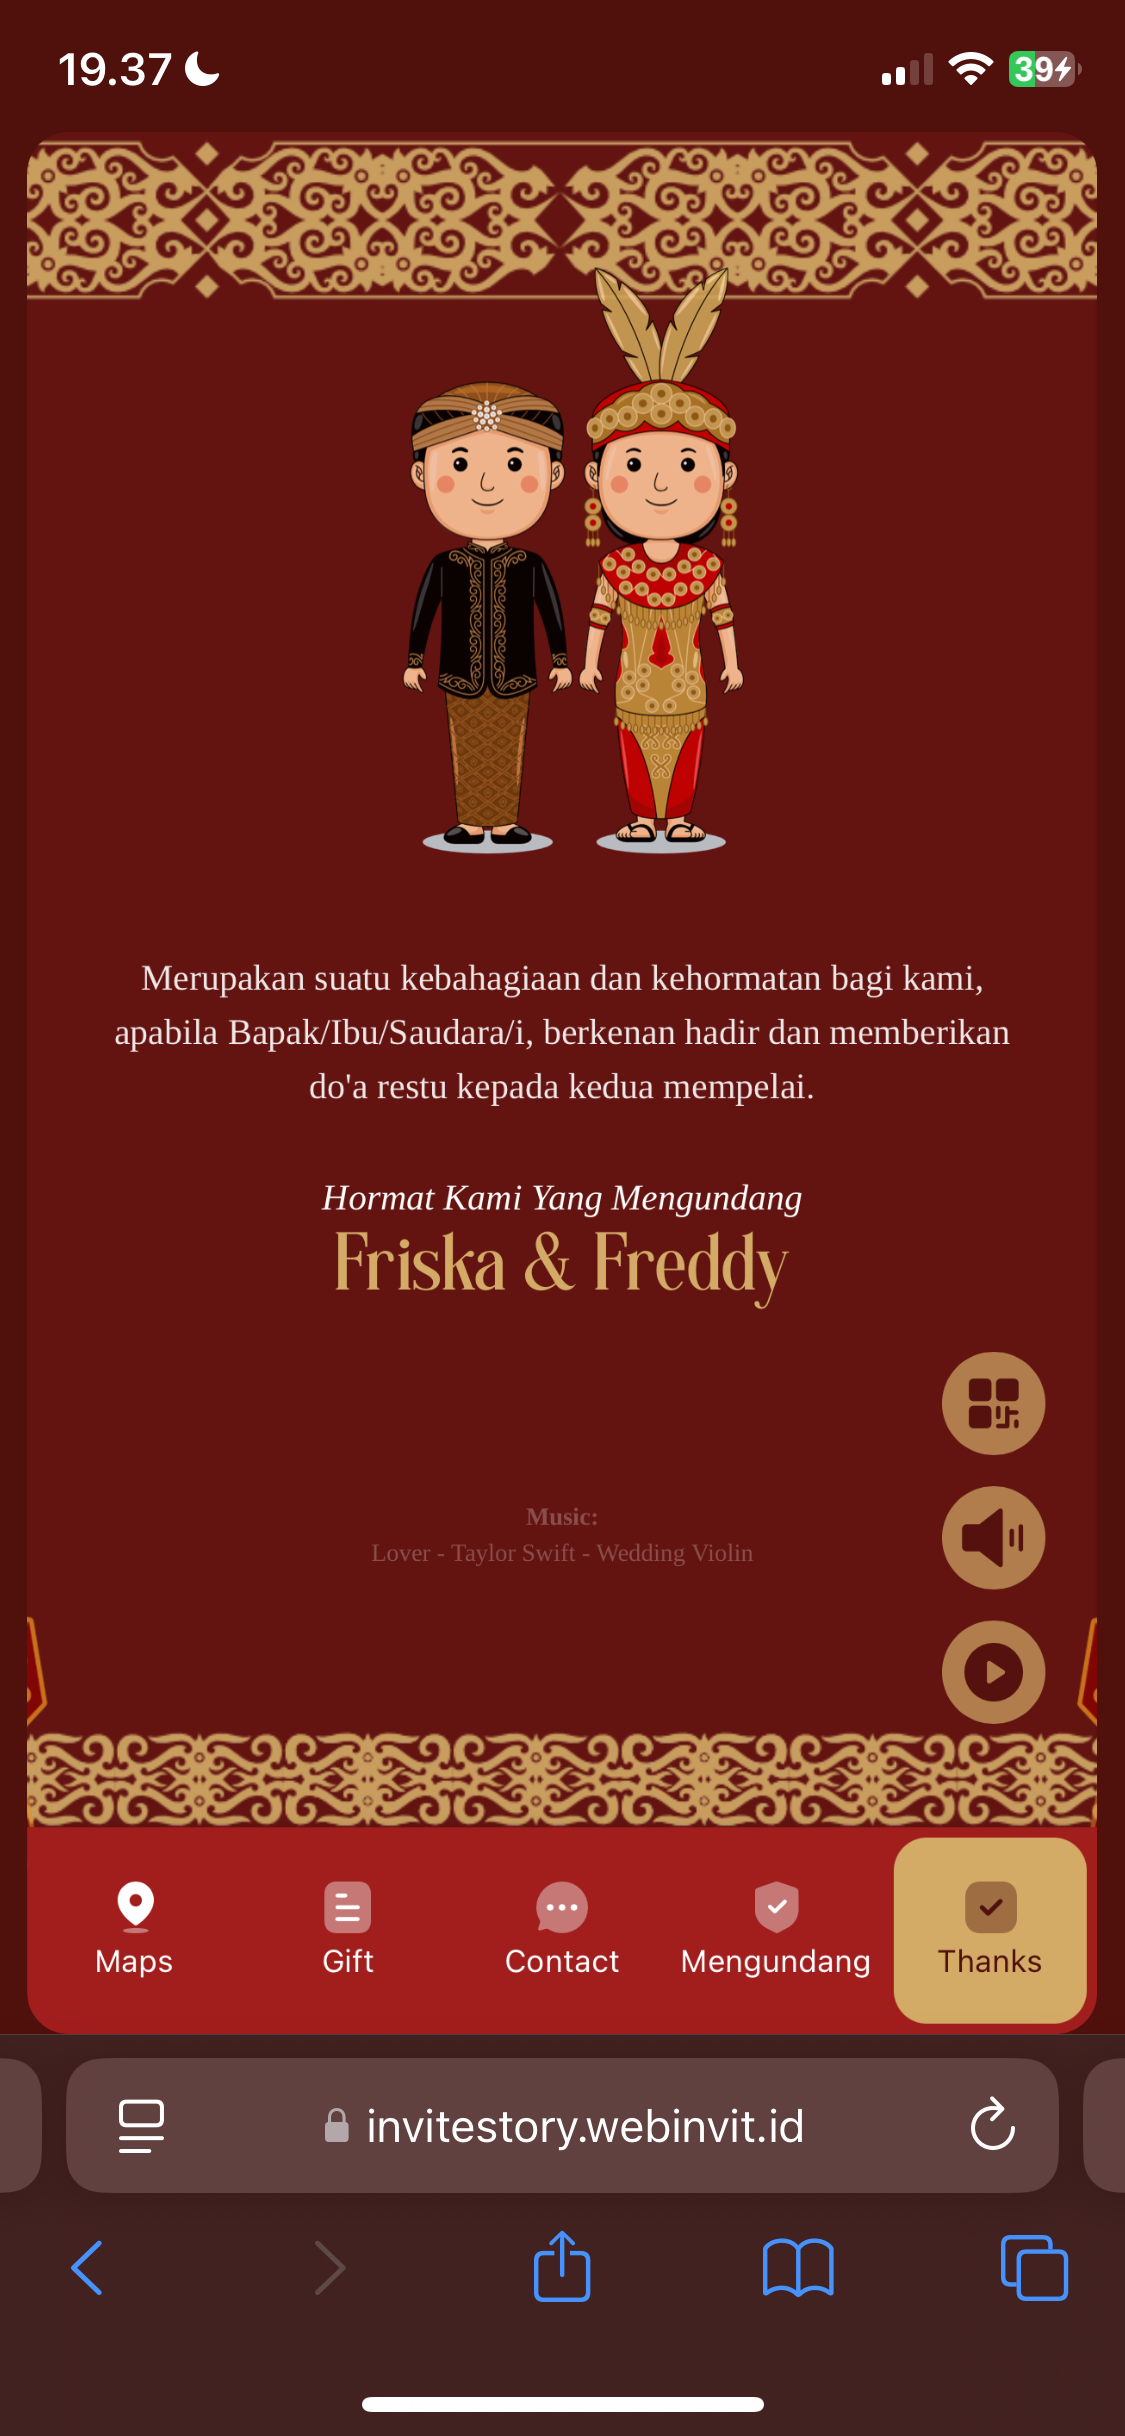 19.37
39
Merupakan suatu kebahagiaan dan kehormatan bagi kami,
apabila Bapak/Ibu/Saudara/i, berkenan hadir dan memberikan
do'a restu kepada kedua mempelai.
Hormat Kami Yang Mengundang
Friska & Freddy
Music:
Lover - Taylor Swift - Wedding Violin
Maps
Gift
Contact
Mengundang
Thanks
invitestory.webinvit.id